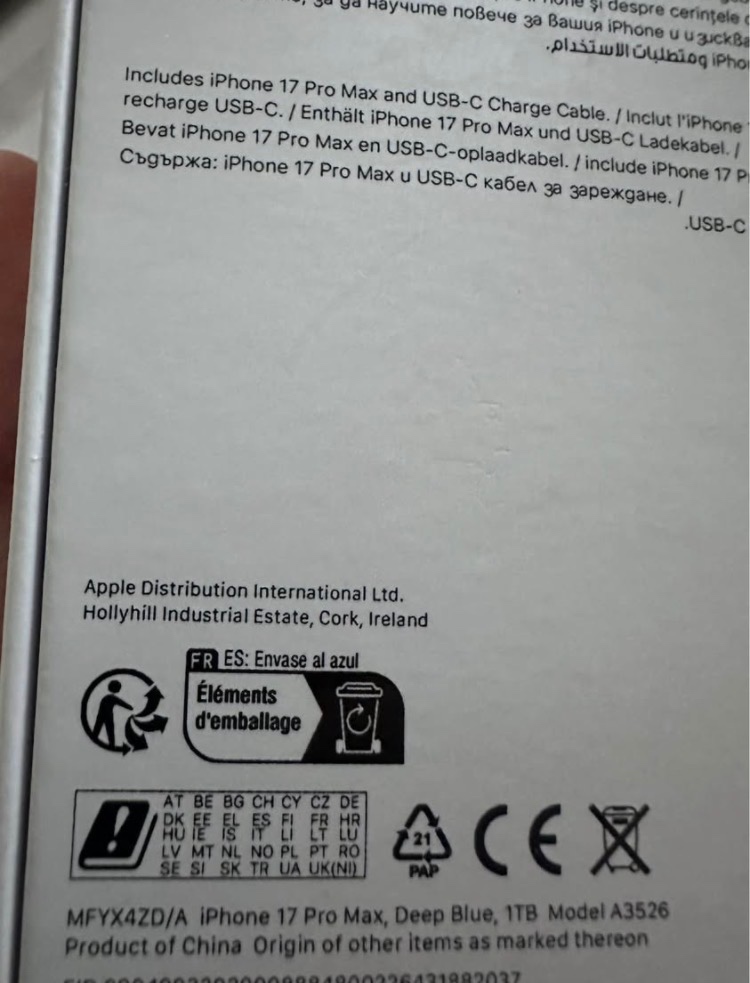 și despre cerințele
за да научите повече за вашия iPhone и
ومتطلبات الاستخدام.
Includes iPhone 17 Pro Max and USB-C Charge Cable. / Inclut l'iPhone
recharge USB-C. / Enthält iPhone 17 Pro Max und USB-C Ladekabel. /
Bevat iPhone 17 Pro Max en USB-C-oplaadkabel. / include iPhone 17
Съдържа: iPhone 17 Pro Max и USB-C кабел за зареждане. /
.USB-C
Apple Distribution International Ltd.
Hollyhill Industrial Estate, Cork, Ireland
FR ES: Envase al azul
Éléments
d'emballage
AT BE BG CH CY CZ DE
DK EE EL ES FI FR HR
HU IE IS IT LI LT LU
LV MT NL NO PL PT RO
SE SI SK TR UA UK(NI)
21
PAP
CE
MFYX4ZD/A iPhone 17 Pro Max, Deep Blue, 1TB Model A3526
Product of China Origin of other items as marked thereon